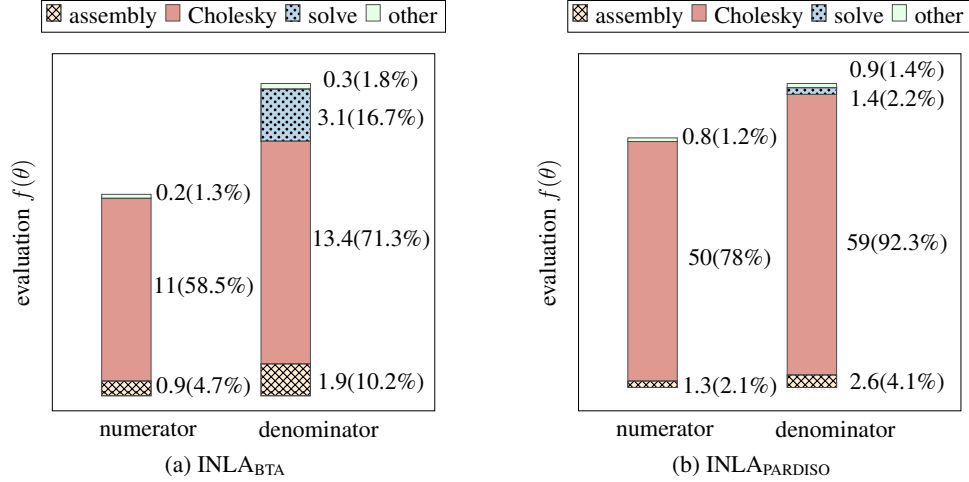 assembly Cholesky solve other
evaluation f(θ)
0.2(1.3%)
11(58.5%)
0.9(4.7%)
0.3(1.8%)
3.1(16.7%)
13.4(71.3%)
1.9(10.2%)
numerator denominator
(a) INLA_BTA
assembly Cholesky solve other
evaluation f(θ)
0.8(1.2%)
50(78%)
1.3(2.1%)
0.9(1.4%)
1.4(2.2%)
59(92.3%)
2.6(4.1%)
numerator denominator
(b) INLA_PARDISO